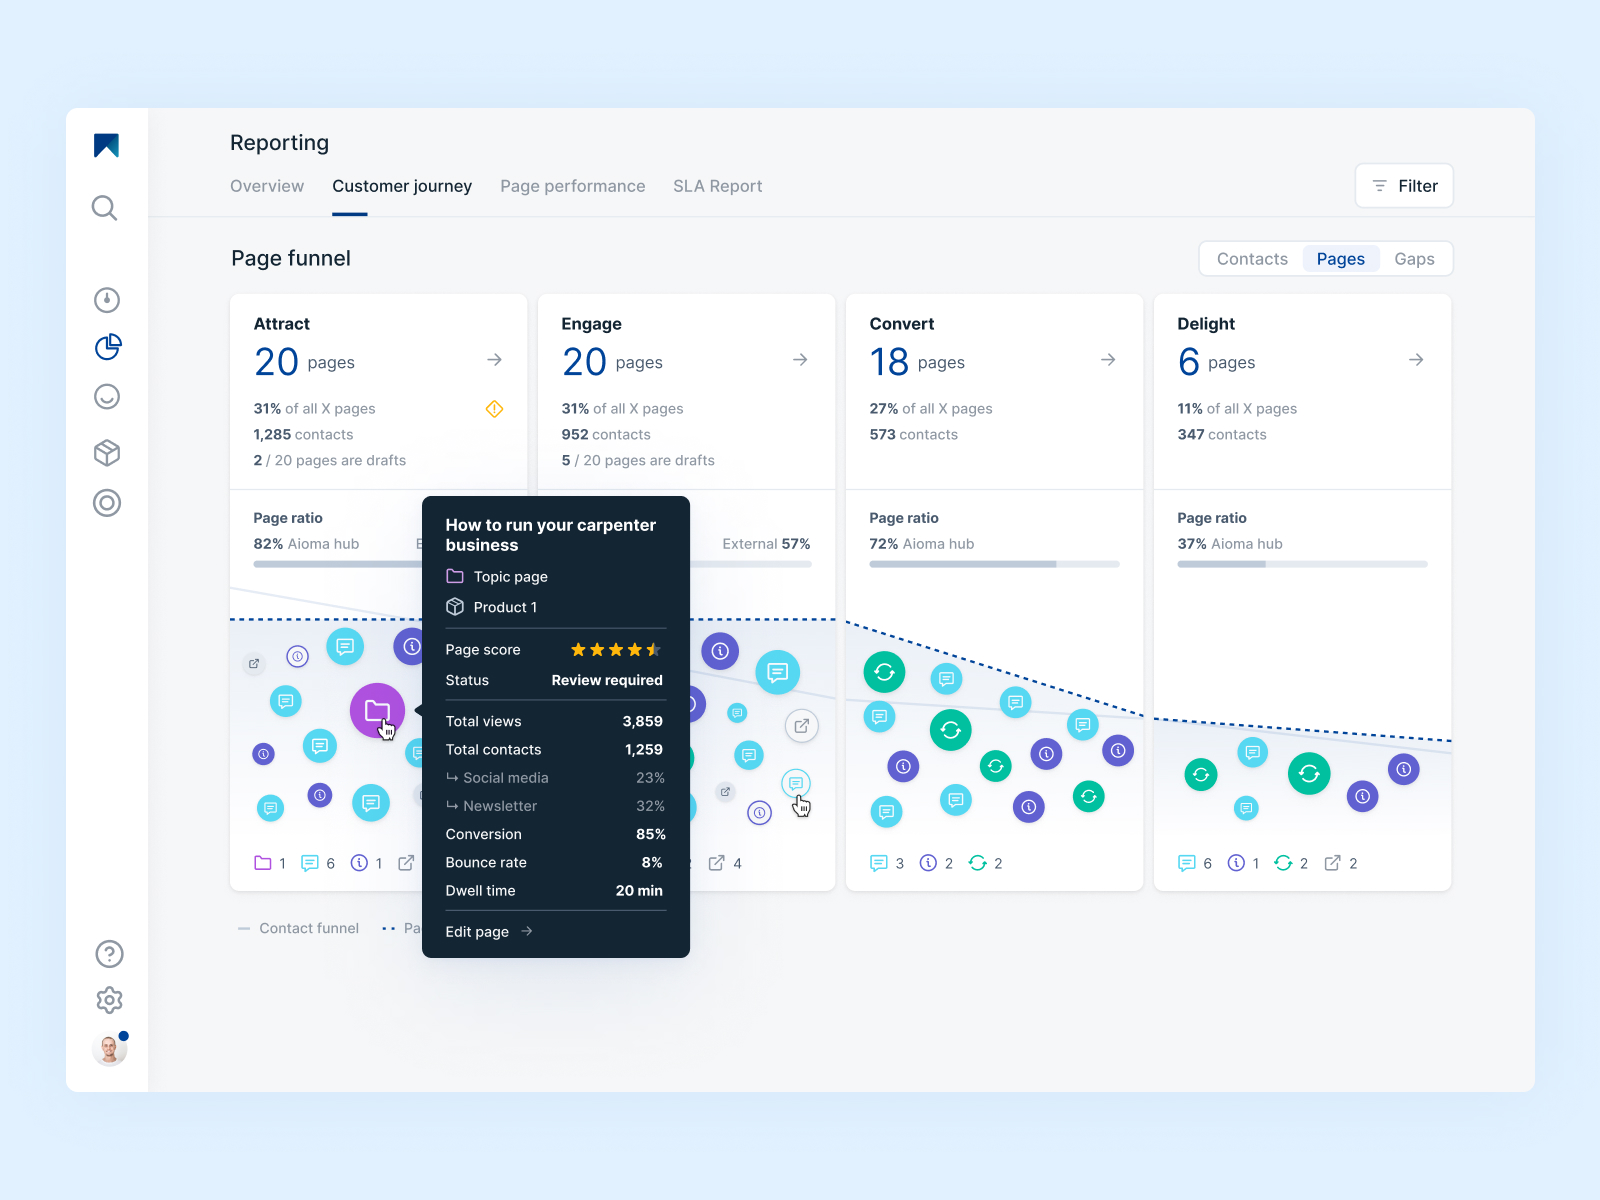 Reporting
Overview Customer journey Page performance SLA Report
Filter
Page funnel
Contacts Pages Gaps
Attract
20 pages
31% of all X pages
1,285 contacts
2 / 20 pages are drafts
Page ratio
82% Aioma hub
1 6 1
Engage
20 pages
31% of all X pages
952 contacts
5 / 20 pages are drafts
External 57%
4
Convert
18 pages
27% of all X pages
573 contacts
Page ratio
72% Aioma hub
3 2 2
Delight
6 pages
11% of all X pages
347 contacts
Page ratio
37% Aioma hub
6 1 2 2
How to run your carpenter
business
Topic page
Product 1
Page score
Status Review required
Total views 3,859
Total contacts 1,259
Social media 23%
Newsletter 32%
Conversion 85%
Bounce rate 8%
Dwell time 20 min
Edit page
Contact funnel